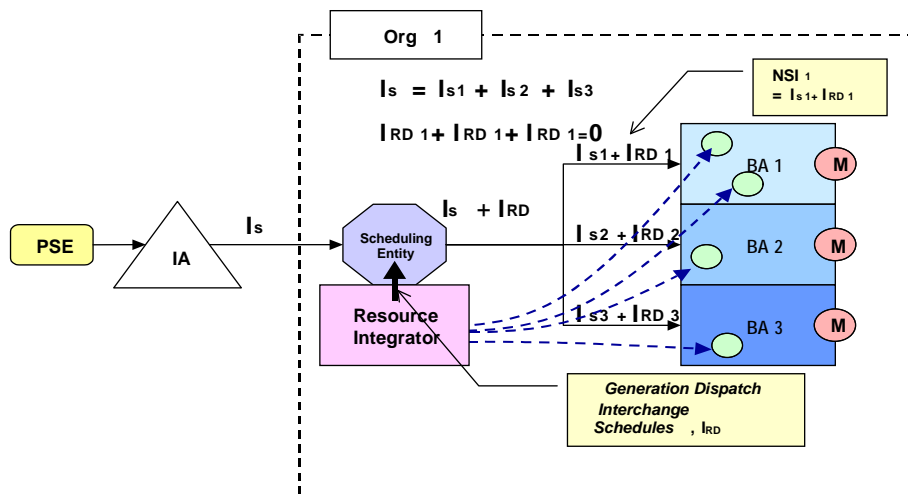 Org 1
Is = Is1 + Is2 + Is3
IRD 1 + IRD 1 + IRD 1 = 0
NSI 1
= Is1 + IRD 1
Is1 + IRD 1
BA 1
M
Is
Is + IRD
PSE
IA
Scheduling
Entity
Is2 + IRD 2
BA 2
M
Resource
Integrator
Is3 + IRD 3
BA 3
M
Generation Dispatch
Interchange
Schedules , IRD